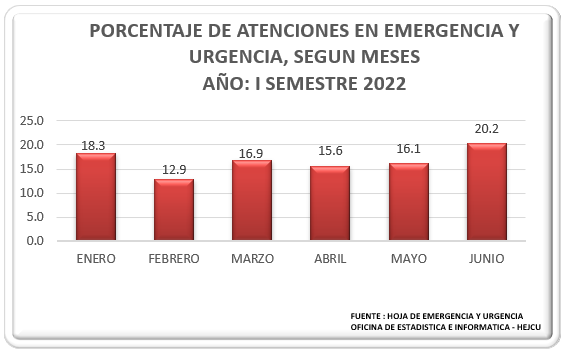 PORCENTAJE DE ATENCIONES EN EMERGENCIA Y
URGENCIA, SEGUN MESES
AÑO: I SEMESTRE 2022
25.0
20.0
15.0
10.0
5.0
0.0
18.3
12.9
16.9
15.6
16.1
20.2
ENERO FEBRERO MARZO ABRIL MAYO JUNIO
FUENTE : HOJA DE EMERGENCIA Y URGENCIA
OFICINA DE ESTADISTICA E INFORMATICA - HEJCU